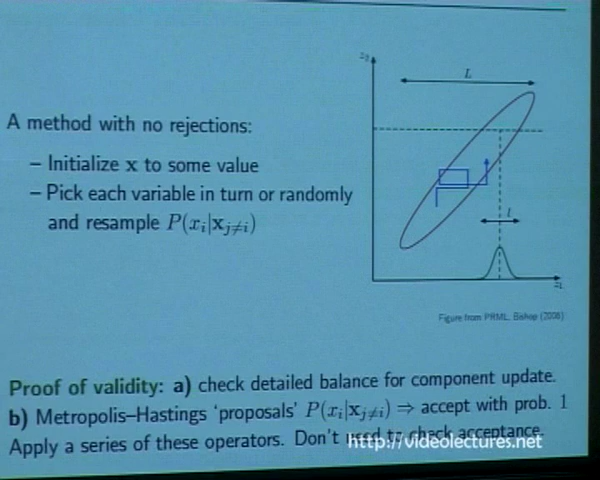 A method with no rejections:
– Initialize x to some value
– Pick each variable in turn or randomly
and resample P(x_i|x_{j≠i})
z_2
L
l
z_1
Figure from PRML, Bishop (2006)
Proof of validity: a) check detailed balance for component update.
b) Metropolis–Hastings 'proposals' P(x_i|x_{j≠i}) ⇒ accept with prob. 1
Apply a series of these operators. Don't need to check acceptance.
http://videolectures.net